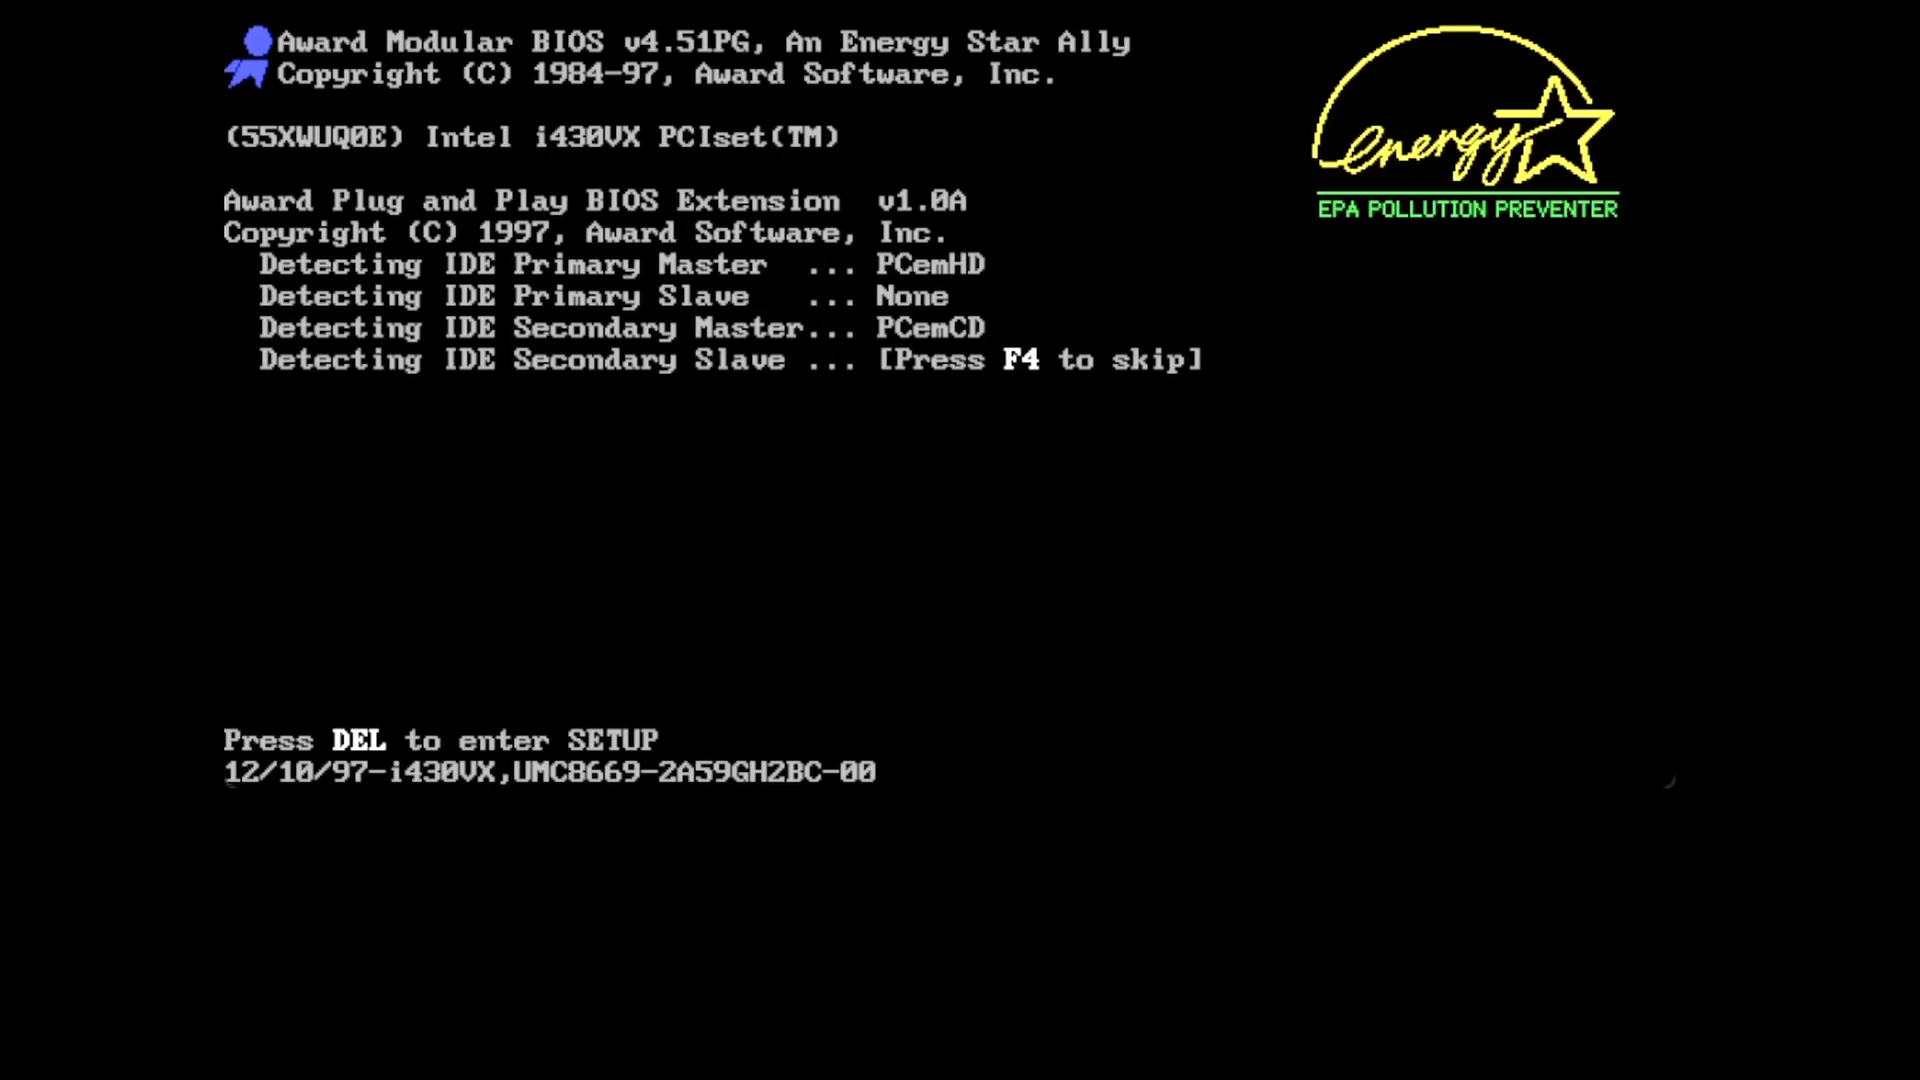 Award Modular BIOS v4.51PG, An Energy Star Ally
Copyright (C) 1984-97, Award Software, Inc.
energy
EPA POLLUTION PREVENTER
(55XWUQ0E) Intel i430VX PCIset(TM)
Award Plug and Play BIOS Extension v1.0A
Copyright (C) 1997, Award Software, Inc.
Detecting IDE Primary Master ... PCemHD
Detecting IDE Primary Slave ... None
Detecting IDE Secondary Master... PCemCD
Detecting IDE Secondary Slave ... [Press F4 to skip]
Press DEL to enter SETUP
12/10/97-i430VX,UMC8669-2A59GH2BC-00